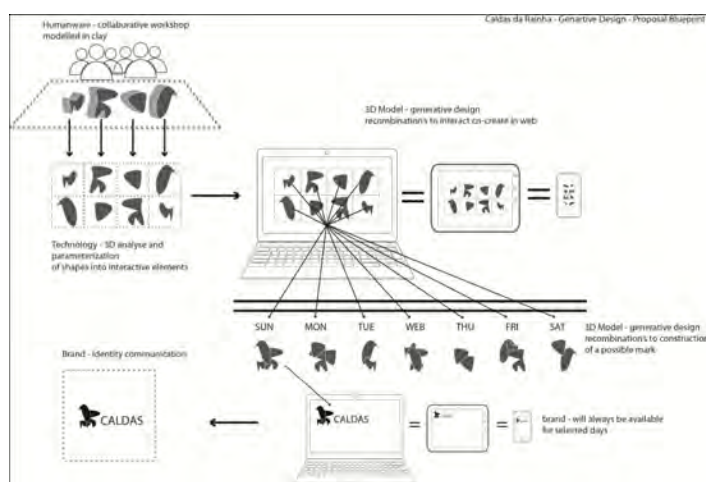 Caldas da Rainha - Genartive Design - Proposal Blueprint
Humanware - collaborative workshop
modelled in clay
3D Model - generative design
recombinations to interact co-create in web
Technology - 3D analyse and
parameterization
of shapes into interactive elements
SUN MON TUE WEB THU FRI SAT
3D Model - generative design
recombinations to construction
of a possible mark
Brand - identity communication
CALDAS
CALDAS
brand - will always be available
for selected days